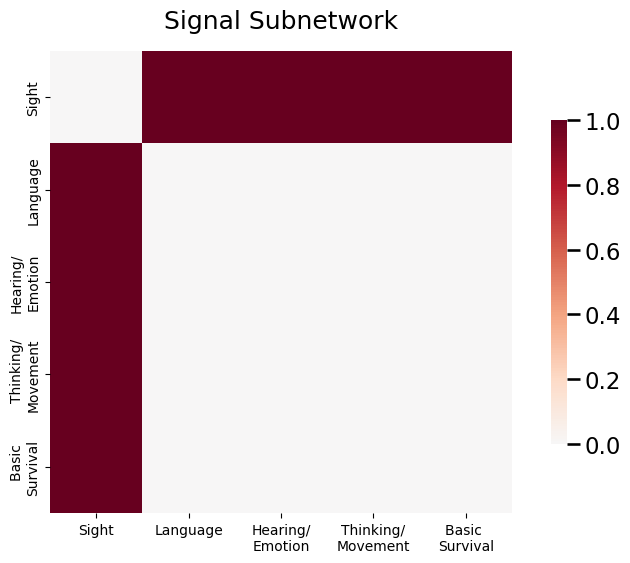 Signal Subnetwork
Sight
Language
Hearing/
Emotion
Thinking/
Movement
Basic
Survival
1.0
0.8
0.6
0.4
0.2
0.0
Sight
Language
Hearing/
Emotion
Thinking/
Movement
Basic
Survival